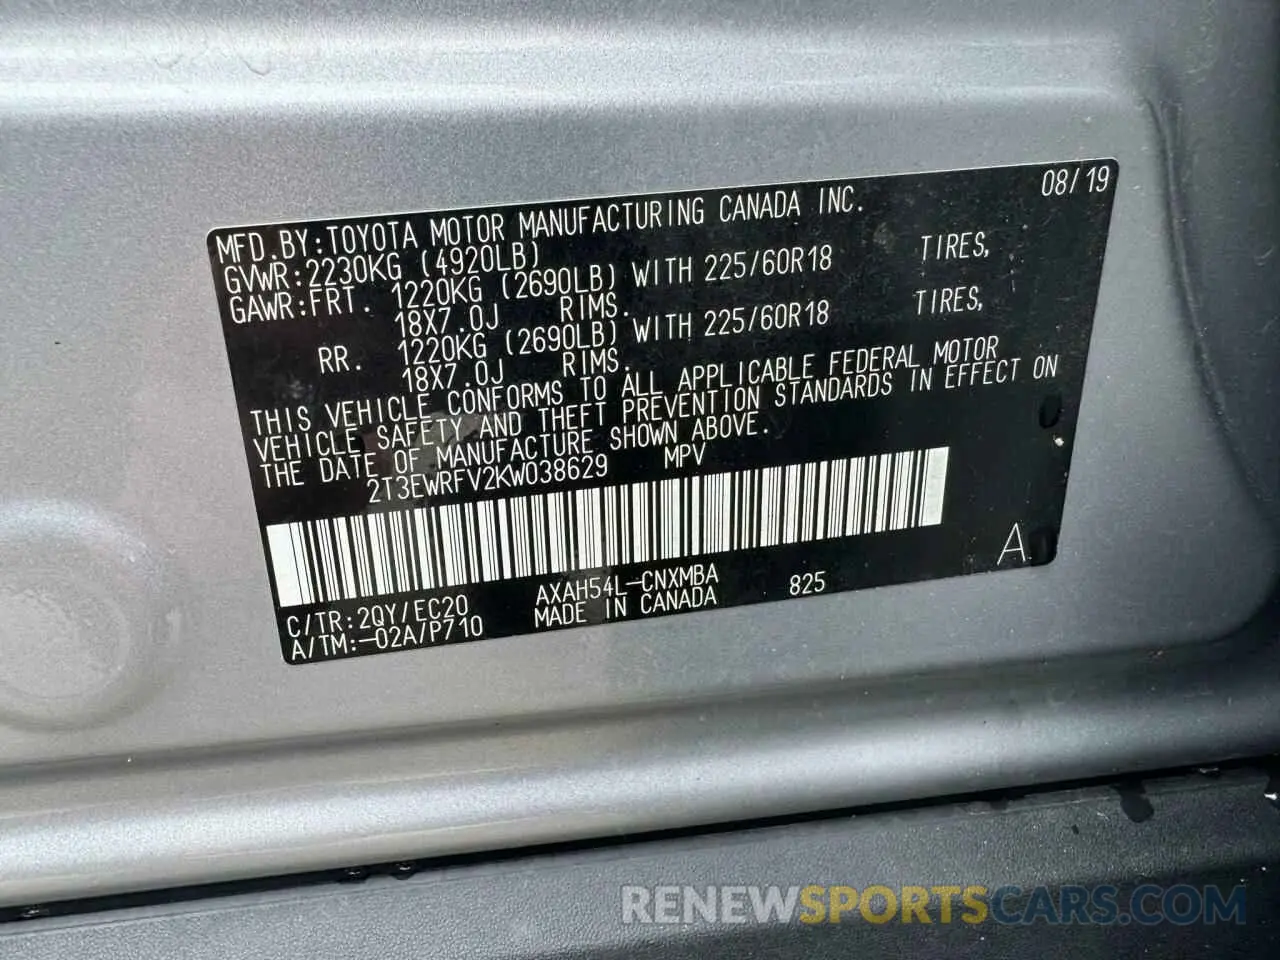 MFD.BY:TOYOTA MOTOR MANUFACTURING CANADA INC. 08/19
GVWR:2230KG (4920LB)
GAWR:FRT. 1220KG (2690LB) WITH 225/60R18 TIRES,
18X7.0J RIMS.
RR. 1220KG (2690LB) WITH 225/60R18 TIRES,
18X7.0J RIMS.
THIS VEHICLE CONFORMS TO ALL APPLICABLE FEDERAL MOTOR
VEHICLE SAFETY AND THEFT PREVENTION STANDARDS IN EFFECT ON
THE DATE OF MANUFACTURE SHOWN ABOVE.
2T3EWRFV2KW038629 MPV
A
C/TR:2QY/EC20 AXAH54L-CNXMBA 825
A/TM:-02A/P710 MADE IN CANADA
RENEWSPORTSCARS.COM